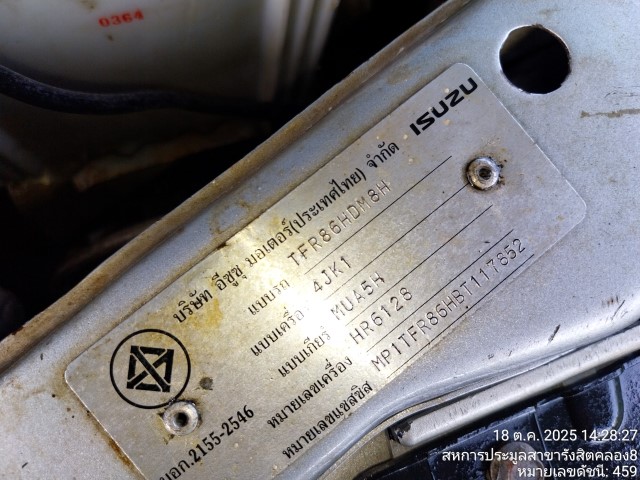 0364
ISUZU
บริษัท อีซูซุ มอเตอร์(ประเทศไทย) จำกัด
แบบรถ TFR86HDM8H
แบบเครื่อง 4JK1
แบบเกียร์ MUA5H
หมายเลขเครื่อง HR6128
หมายเลขแชสซิส MP1TFR86HBT117852
มอก.2155-2546
18 ต.ค. 2025 14:28:27
สหการประมูลสาขารังสิตคลอง8
หมายเลขดัชนี: 459